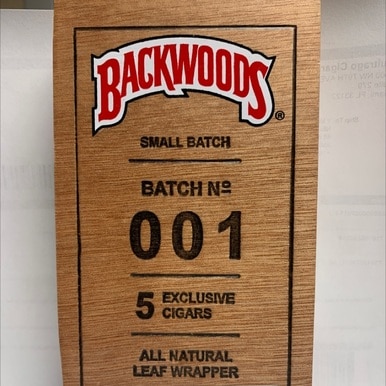 BACKWOODS®
SMALL BATCH
BATCH Nº
001
5 EXCLUSIVE
CIGARS
ALL NATURAL
LEAF WRAPPER